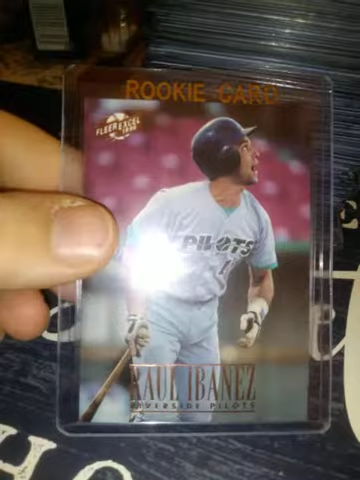 ROOKIE CARD
FLEER EXCEL
1996
PILOTS
RAUL IBANEZ
RIVERSIDE PILOTS